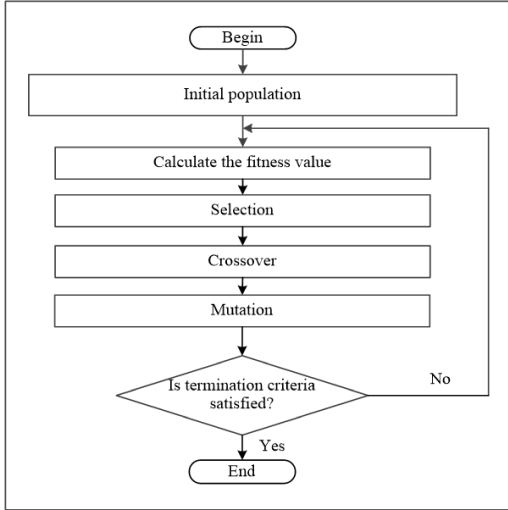 Begin
Initial population
Calculate the fitness value
Selection
Crossover
Mutation
Is termination criteria
satisfied?
No
Yes
End